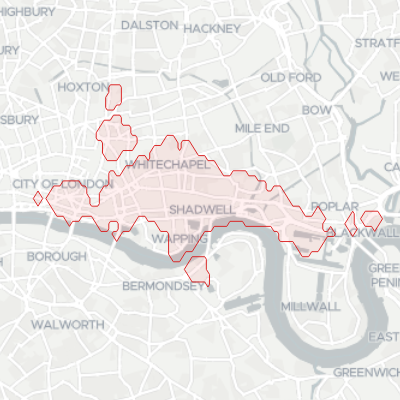 HIGHBURY
DALSTON
HACKNEY
STRATF
HOXTON
OLD FORD
WE
BOW
SBURY
MILE END
WHITECHAPEL
CA
CITY OF LONDON
SHADWELL
POPLAR
BLACKWALL
WAPPING
BOROUGH
GREE
PENIN
BERMONDSEY
MILLWALL
WALWORTH
EAST
GREENWICH